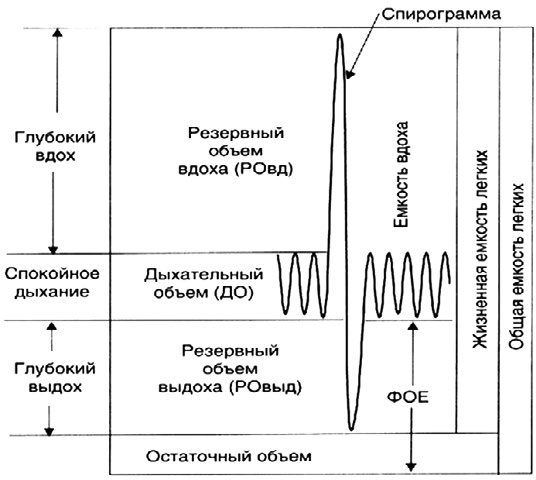 Спирограмма
Глубокий
вдох
Резервный
объем
вдоха (РОвд)
Емкость вдоха
Жизненная емкость легких
Общая емкость легких
Спокойное
дыхание
Дыхательный
объем (ДО)
Глубокий
выдох
Резервный
объем
выдоха (РОвыд)
ФОЕ
Остаточный объем